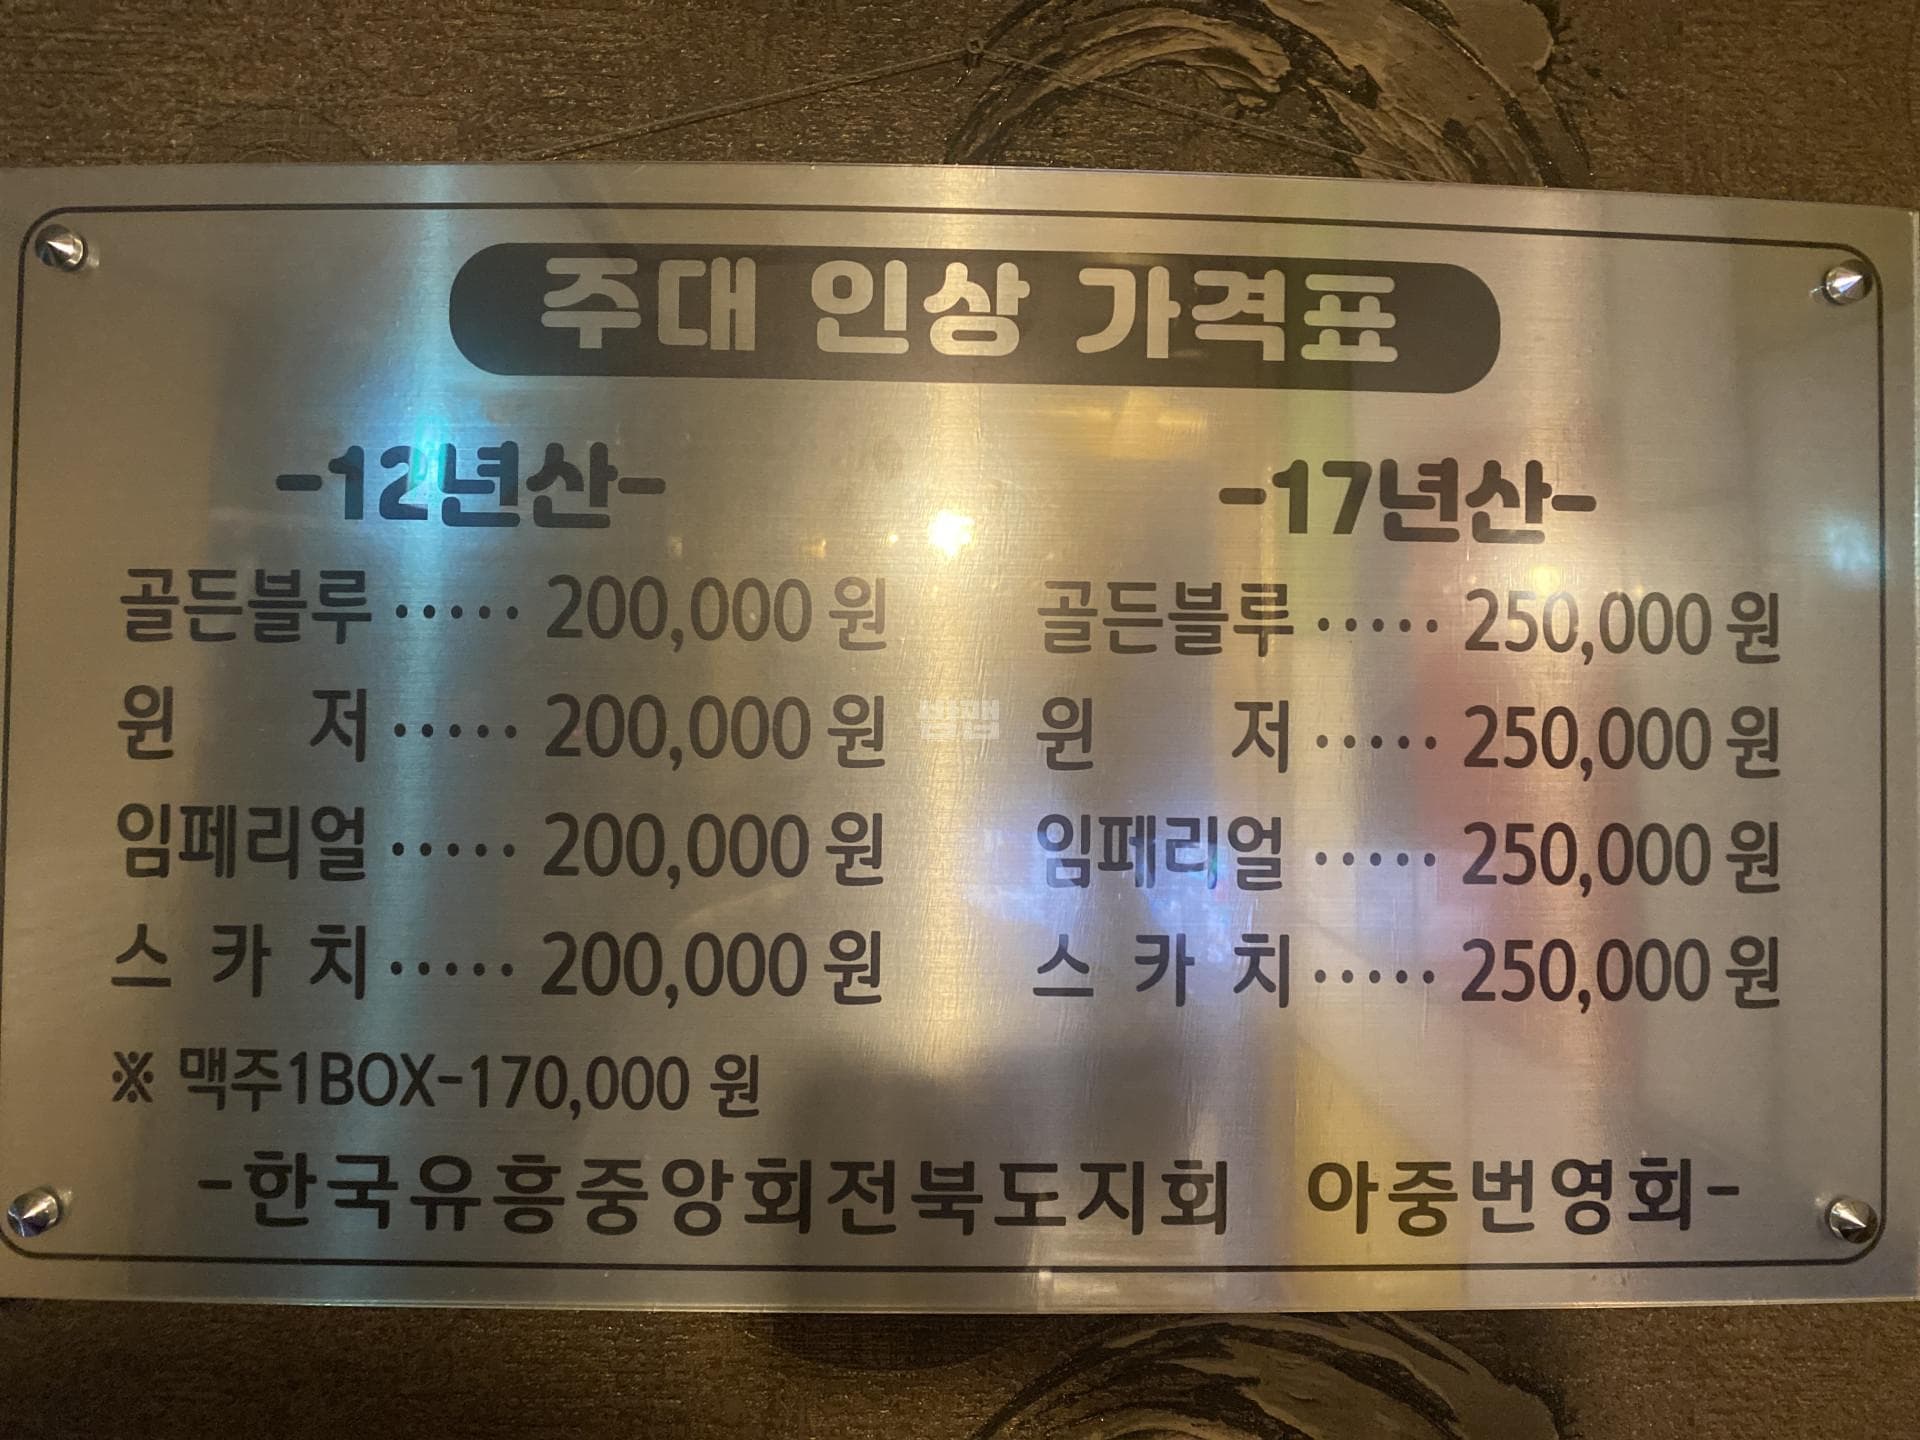 주대 인상 가격표
-12년산-
골든블루 ····· 200,000 원
윈 저 ····· 200,000 원
임페리얼 ····· 200,000 원
스 카 치 ····· 200,000 원
-17년산-
골든블루 ····· 250,000 원
윈 저 ····· 250,000 원
임페리얼 ····· 250,000 원
스 카 치 ····· 250,000 원
※ 맥주1BOX-170,000 원
-한국유흥중앙회전북도지회 아중번영회-